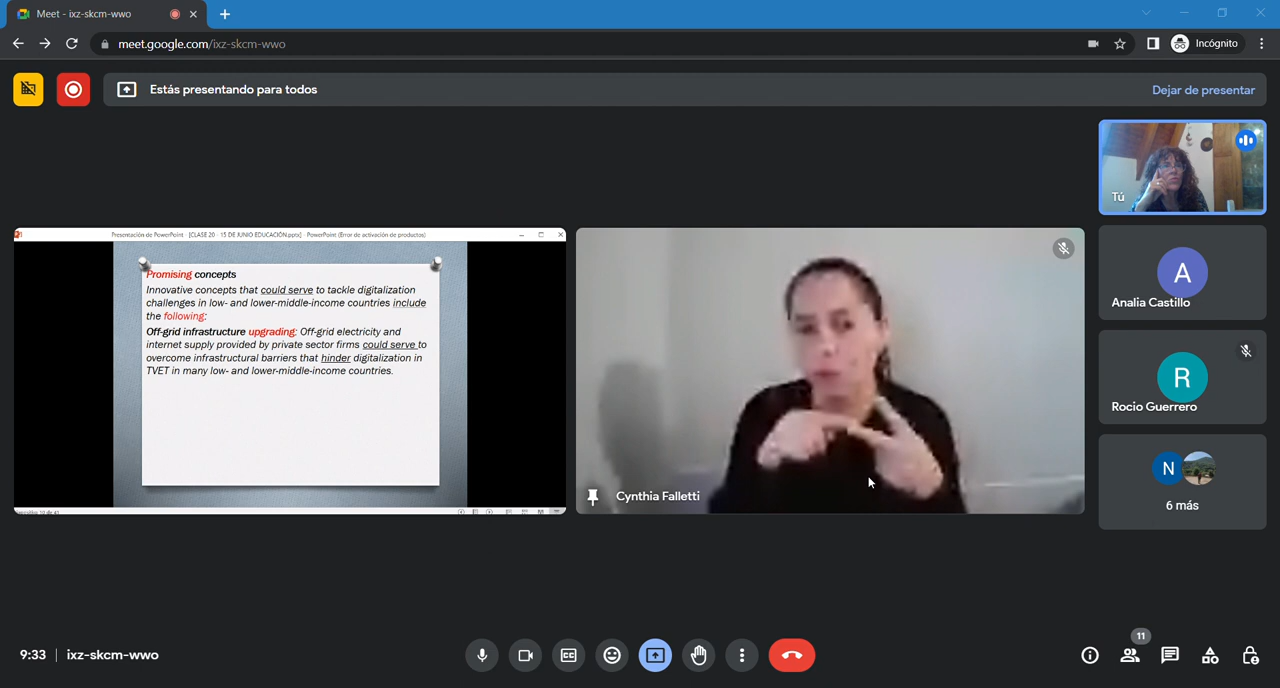 Meet - ixz-skcm-wwo
meet.google.com/ixz-skcm-wwo
Incógnito
Estás presentando para todos
Dejar de presentar
Tú
Presentación de PowerPoint - [CLASE 20 - 15 DE JUNIO EDUCACIÓN.pptx] - PowerPoint (Error de activación de productos)
Promising concepts
Innovative concepts that could serve to tackle digitalization
challenges in low- and lower-middle-income countries include
the following:
Off-grid infrastructure upgrading: Off-grid electricity and
internet supply provided by private sector firms could serve to
overcome infrastructural barriers that hinder digitalization in
TVET in many low- and lower-middle-income countries.
Cynthia Falletti
A
Analia Castillo
R
Rocio Guerrero
N
6 más
9:33
ixz-skcm-wwo
11